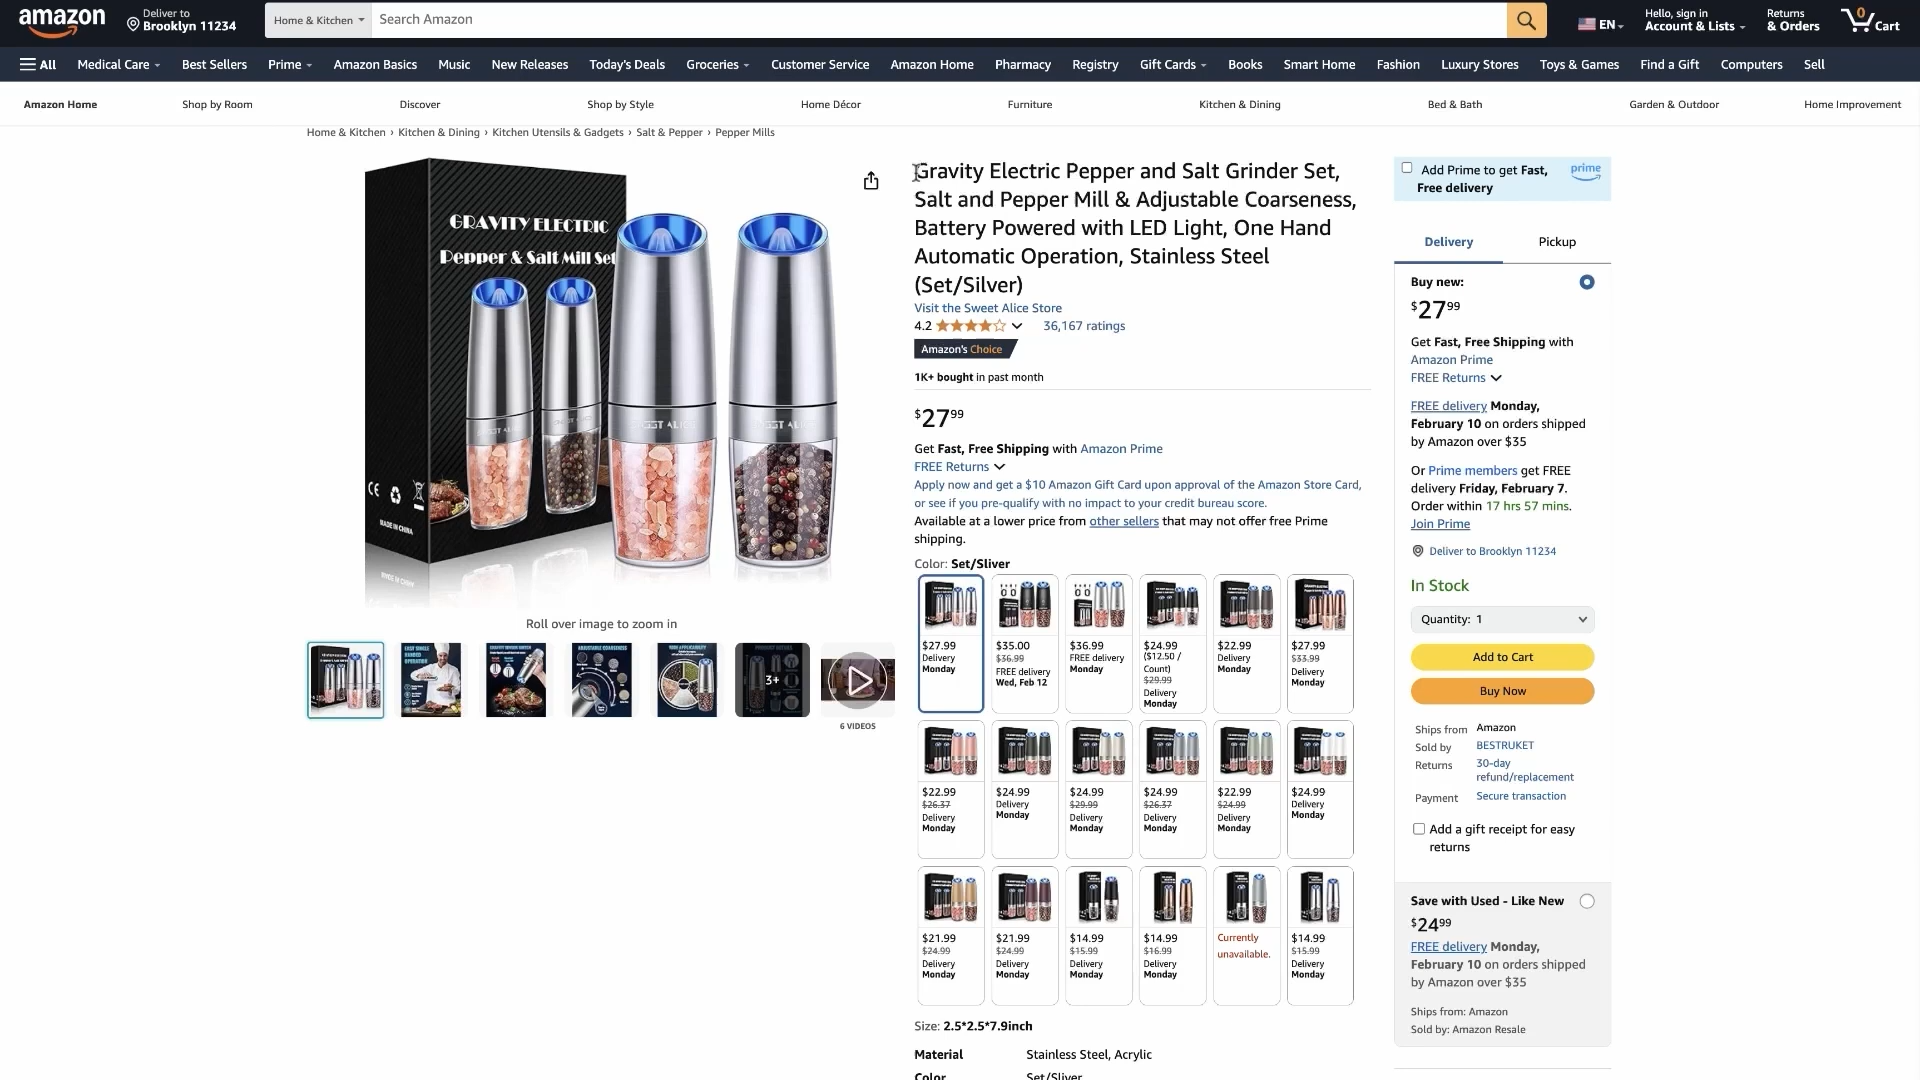 amazon
Deliver to
Brooklyn 11234
Home & Kitchen
Search Amazon
EN
Hello, sign in
Account & Lists
Returns
& Orders
0
Cart
All
Medical Care
Best Sellers
Prime
Amazon Basics
Music
New Releases
Today's Deals
Groceries
Customer Service
Amazon Home
Pharmacy
Registry
Gift Cards
Books
Smart Home
Fashion
Luxury Stores
Toys & Games
Find a Gift
Computers
Sell
Amazon Home
Shop by Room
Discover
Shop by Style
Home Décor
Furniture
Kitchen & Dining
Bed & Bath
Garden & Outdoor
Home Improvement
Home & Kitchen › Kitchen & Dining › Kitchen Utensils & Gadgets › Salt & Pepper › Pepper Mills
GRAVITY ELECTRIC
Pepper & Salt Mill Set
CE
MADE IN CHINA
Roll over image to zoom in
3+
6 VIDEOS
Gravity Electric Pepper and Salt Grinder Set,
Salt and Pepper Mill & Adjustable Coarseness,
Battery Powered with LED Light, One Hand
Automatic Operation, Stainless Steel
(Set/Silver)
Visit the Sweet Alice Store
4.2
36,167 ratings
Amazon's Choice
1K+ bought in past month
$27 99
Get Fast, Free Shipping with Amazon Prime
FREE Returns
Apply now and get a $10 Amazon Gift Card upon approval of the Amazon Store Card,
or see if you pre-qualify with no impact to your credit bureau score.
Available at a lower price from other sellers that may not offer free Prime
shipping.
Color: Set/Sliver
$27.99
Delivery
Monday
$35.00
$36.99
FREE delivery
Wed, Feb 12
$36.99
FREE delivery
Monday
$24.99
($12.50 /
Count)
$29.99
Delivery
Monday
$22.99
Delivery
Monday
$27.99
$33.99
Delivery
Monday
$22.99
$26.37
Delivery
Monday
$24.99
Delivery
Monday
$24.99
$29.99
Delivery
Monday
$24.99
$26.37
Delivery
Monday
$22.99
$24.99
Delivery
Monday
$24.99
Delivery
Monday
$21.99
$24.99
Delivery
Monday
$21.99
$24.99
Delivery
Monday
$14.99
$15.99
Delivery
Monday
$14.99
$16.99
Delivery
Monday
Currently
unavailable.
$14.99
$15.99
Delivery
Monday
Size: 2.5*2.5*7.9inch
Material
Stainless Steel, Acrylic
Color
Set/Sliver
Add Prime to get Fast,
Free delivery
prime
Delivery
Pickup
Buy new:
$27 99
Get Fast, Free Shipping with
Amazon Prime
FREE Returns
FREE delivery Monday,
February 10 on orders shipped
by Amazon over $35
Or Prime members get FREE
delivery Friday, February 7.
Order within 17 hrs 57 mins.
Join Prime
Deliver to Brooklyn 11234
In Stock
Quantity: 1
Add to Cart
Buy Now
Ships from
Amazon
Sold by
BESTRUKET
Returns
30-day
refund/replacement
Payment
Secure transaction
Add a gift receipt for easy
returns
Save with Used - Like New
$24 99
FREE delivery Monday,
February 10 on orders shipped
by Amazon over $35
Ships from: Amazon
Sold by: Amazon Resale